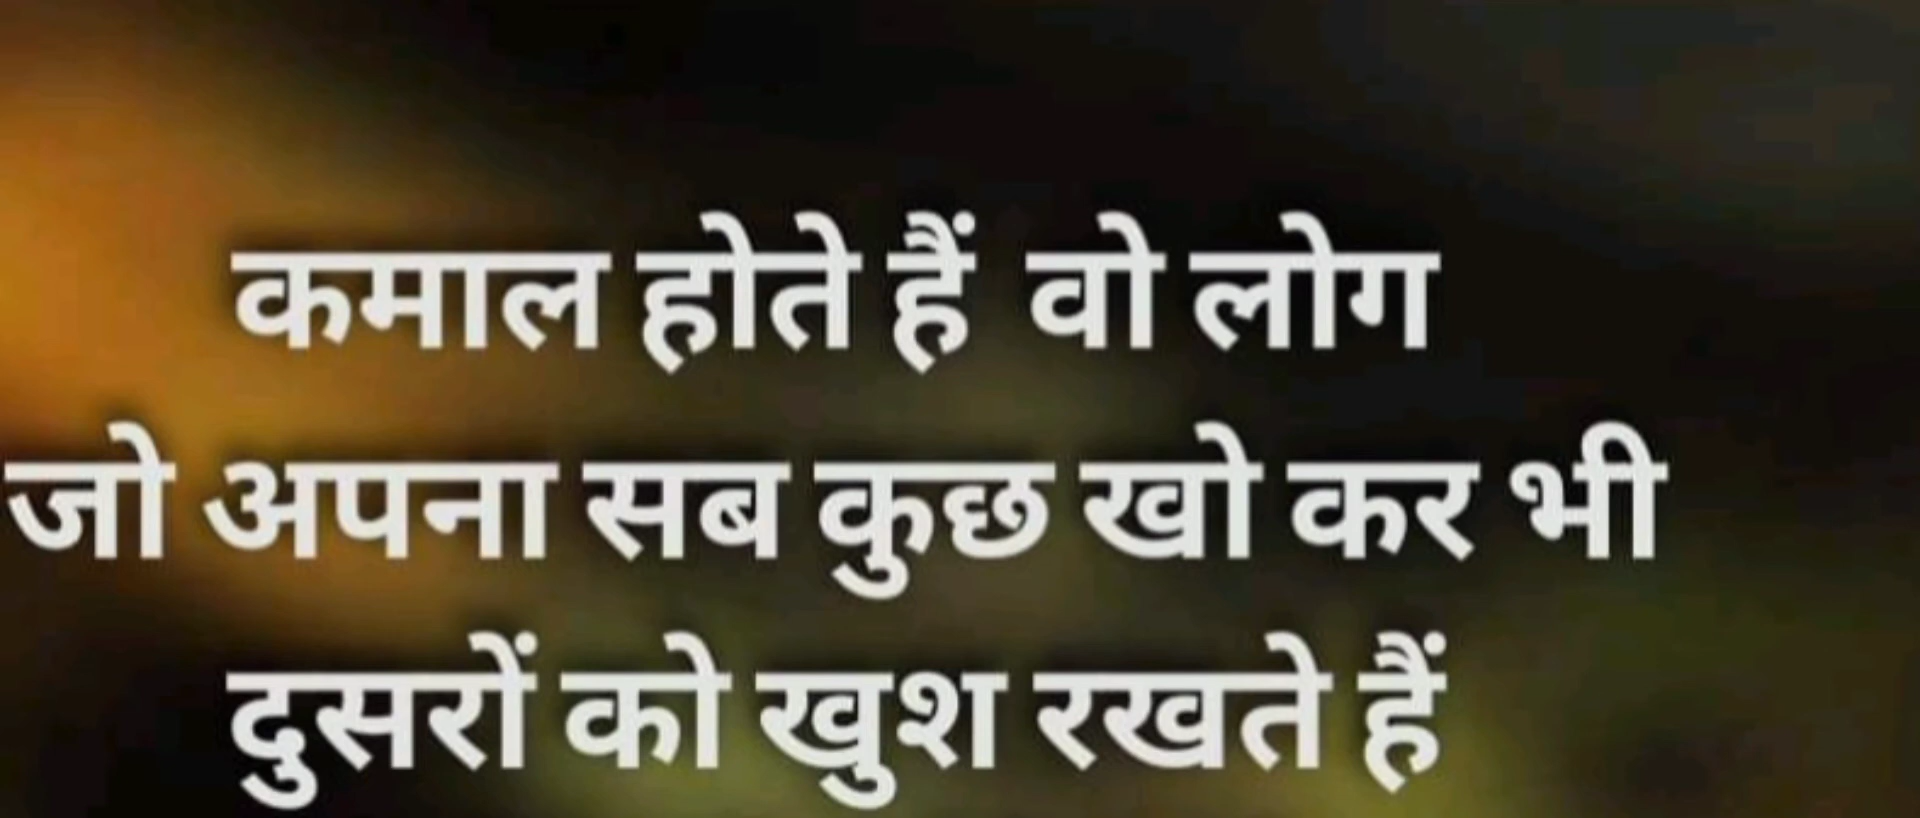 कमाल होते हैं वो लोग
जो अपना सब कुछ खो कर भी
दुसरों को खुश रखते हैं